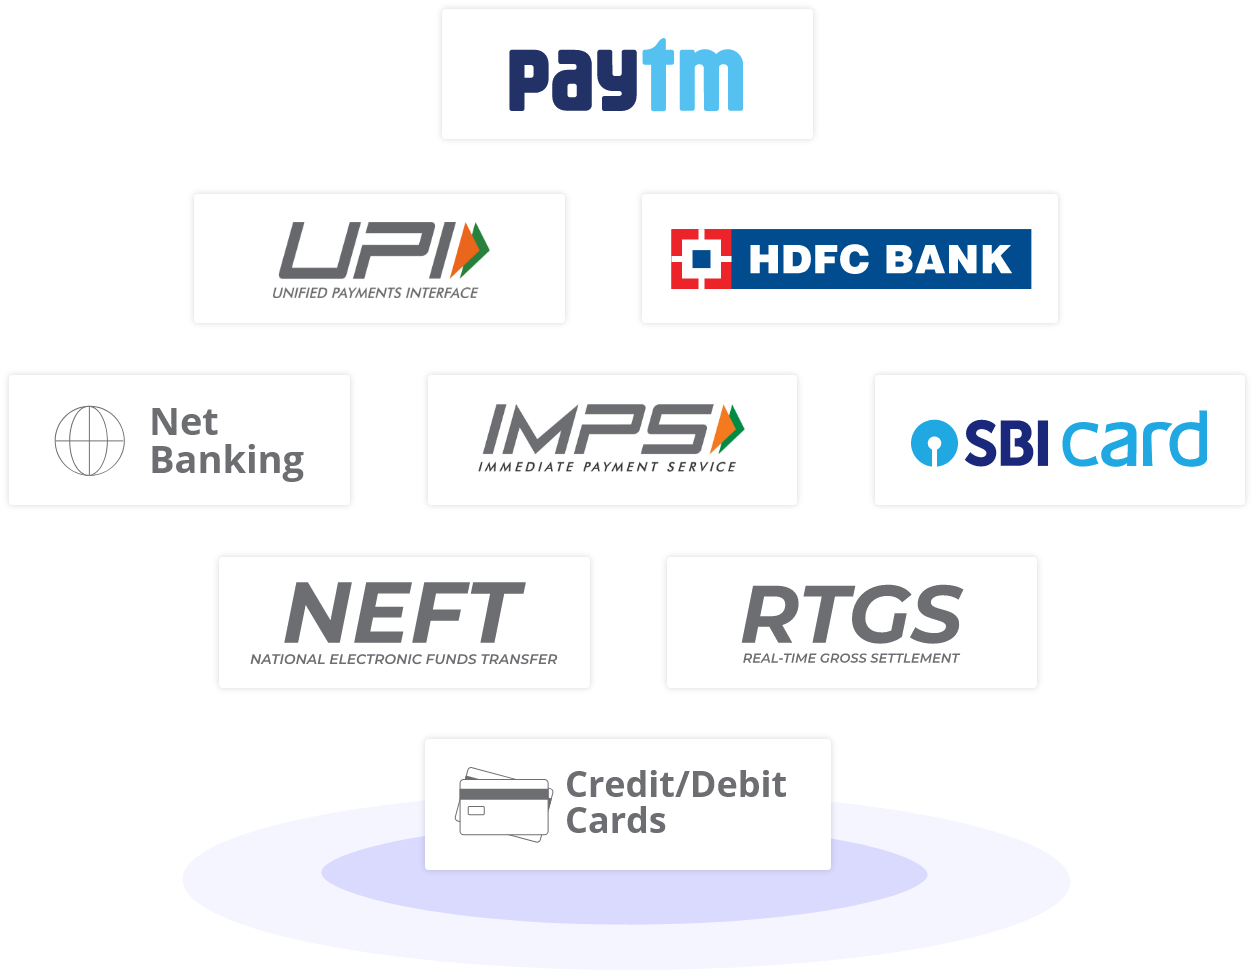 paytm
UPI
UNIFIED PAYMENTS INTERFACE
HDFC BANK
Net
Banking
IMPS
IMMEDIATE PAYMENT SERVICE
SBI card
NEFT
NATIONAL ELECTRONIC FUNDS TRANSFER
RTGS
REAL-TIME GROSS SETTLEMENT
Credit/Debit
Cards